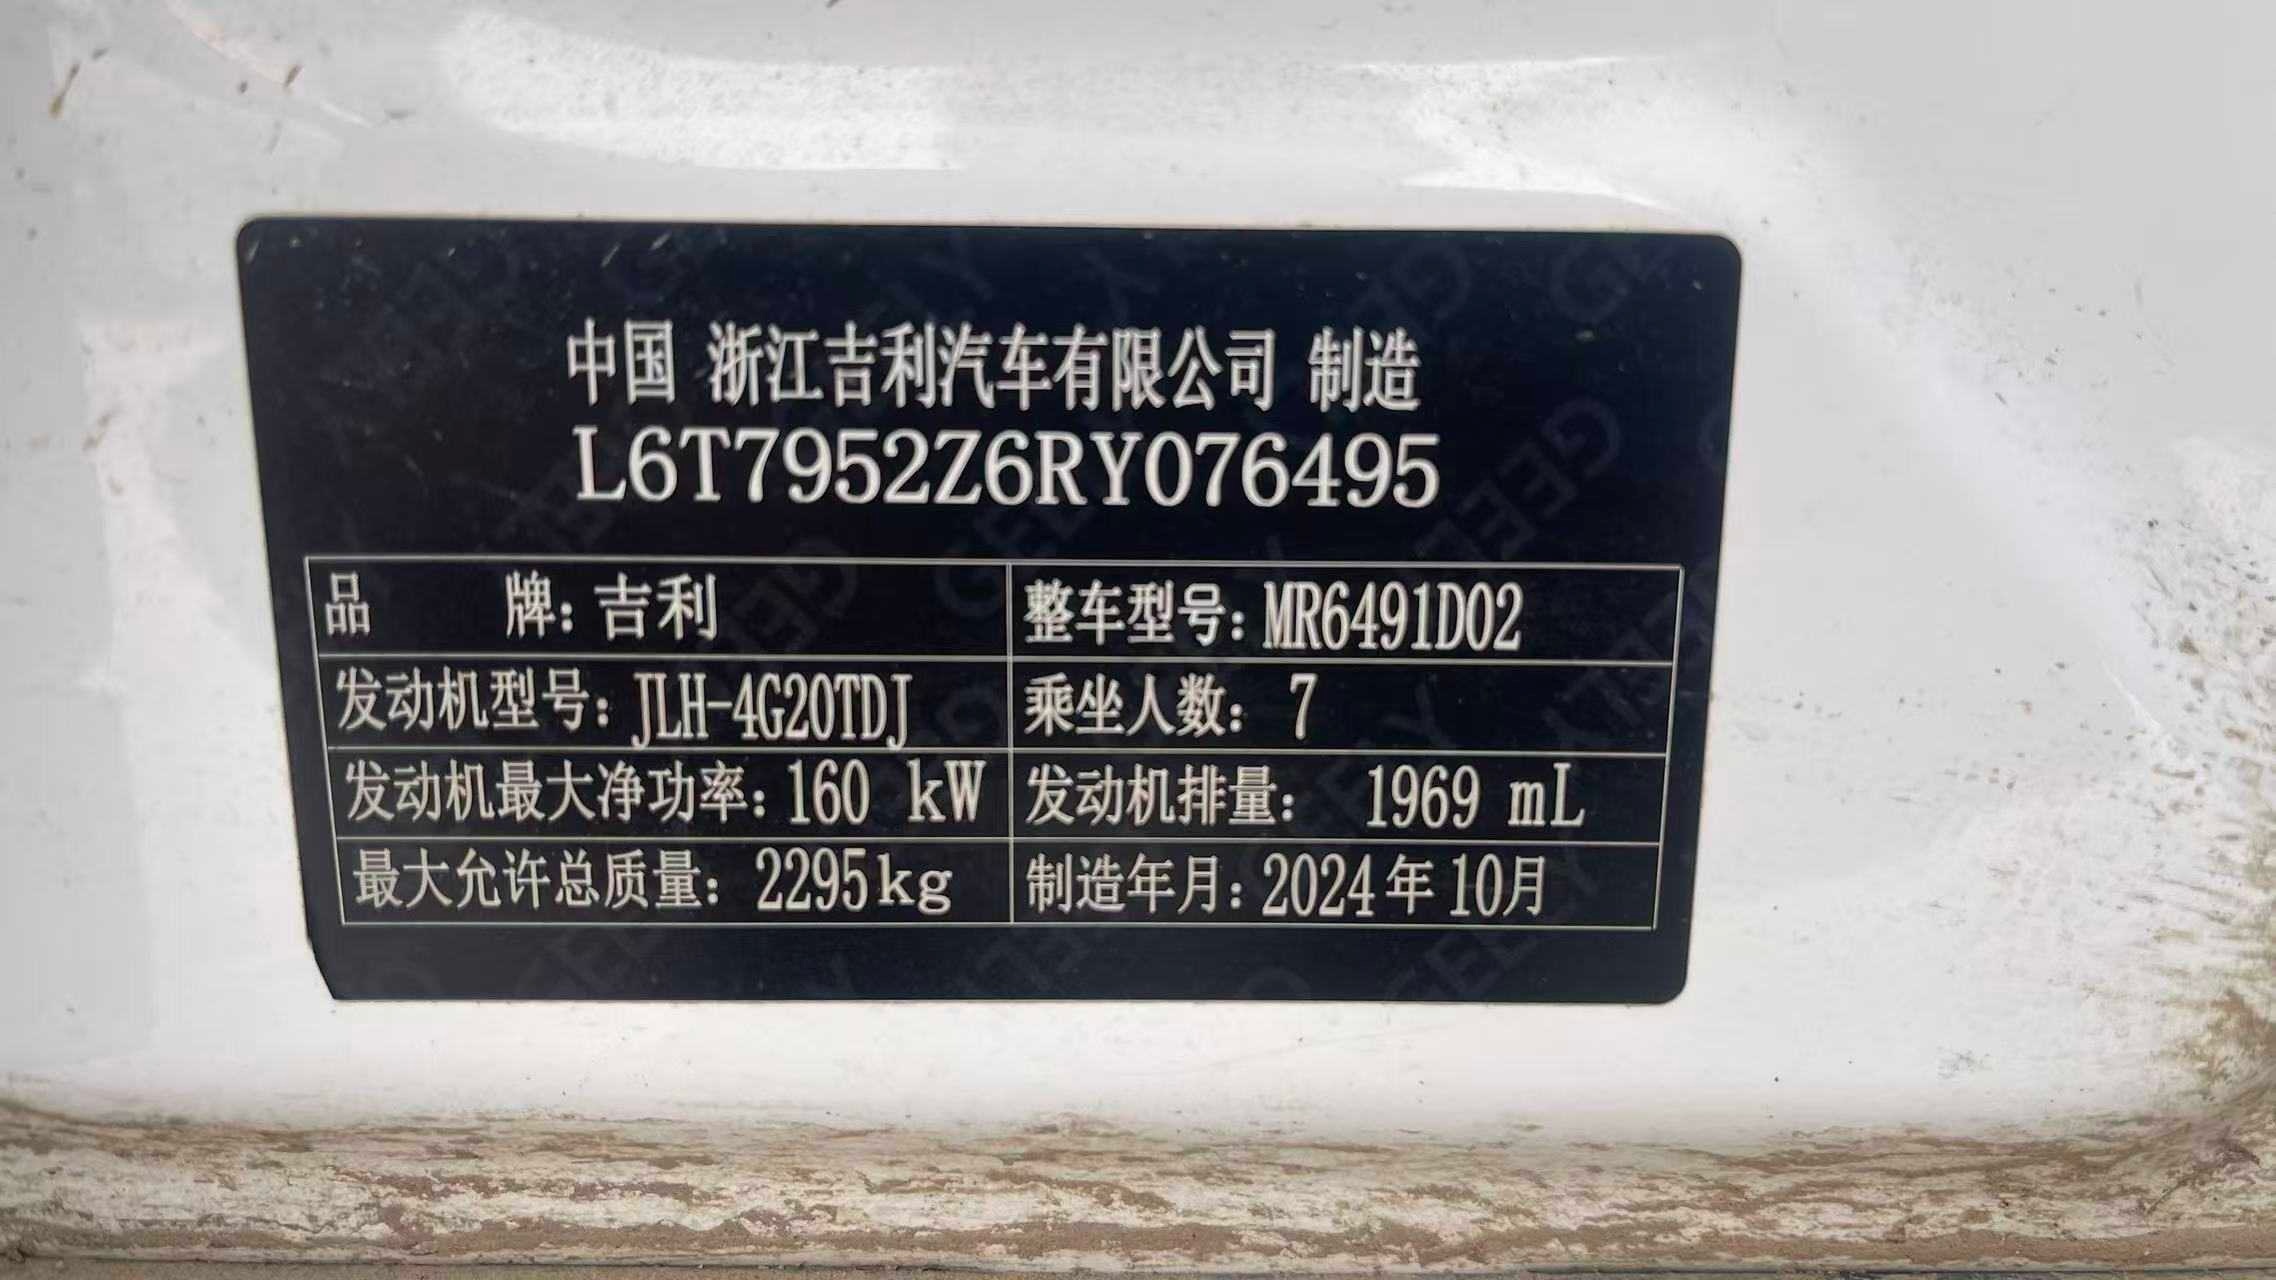 中国 浙江吉利汽车有限公司 制造
L6T7952Z6RY076495
品 牌：吉利 整车型号：MR6491D02
发动机型号：JLH-4G20TDJ 乘坐人数： 7
发动机最大净功率：160 kW 发动机排量： 1969 mL
最大允许总质量： 2295kg 制造年月：2024年10月